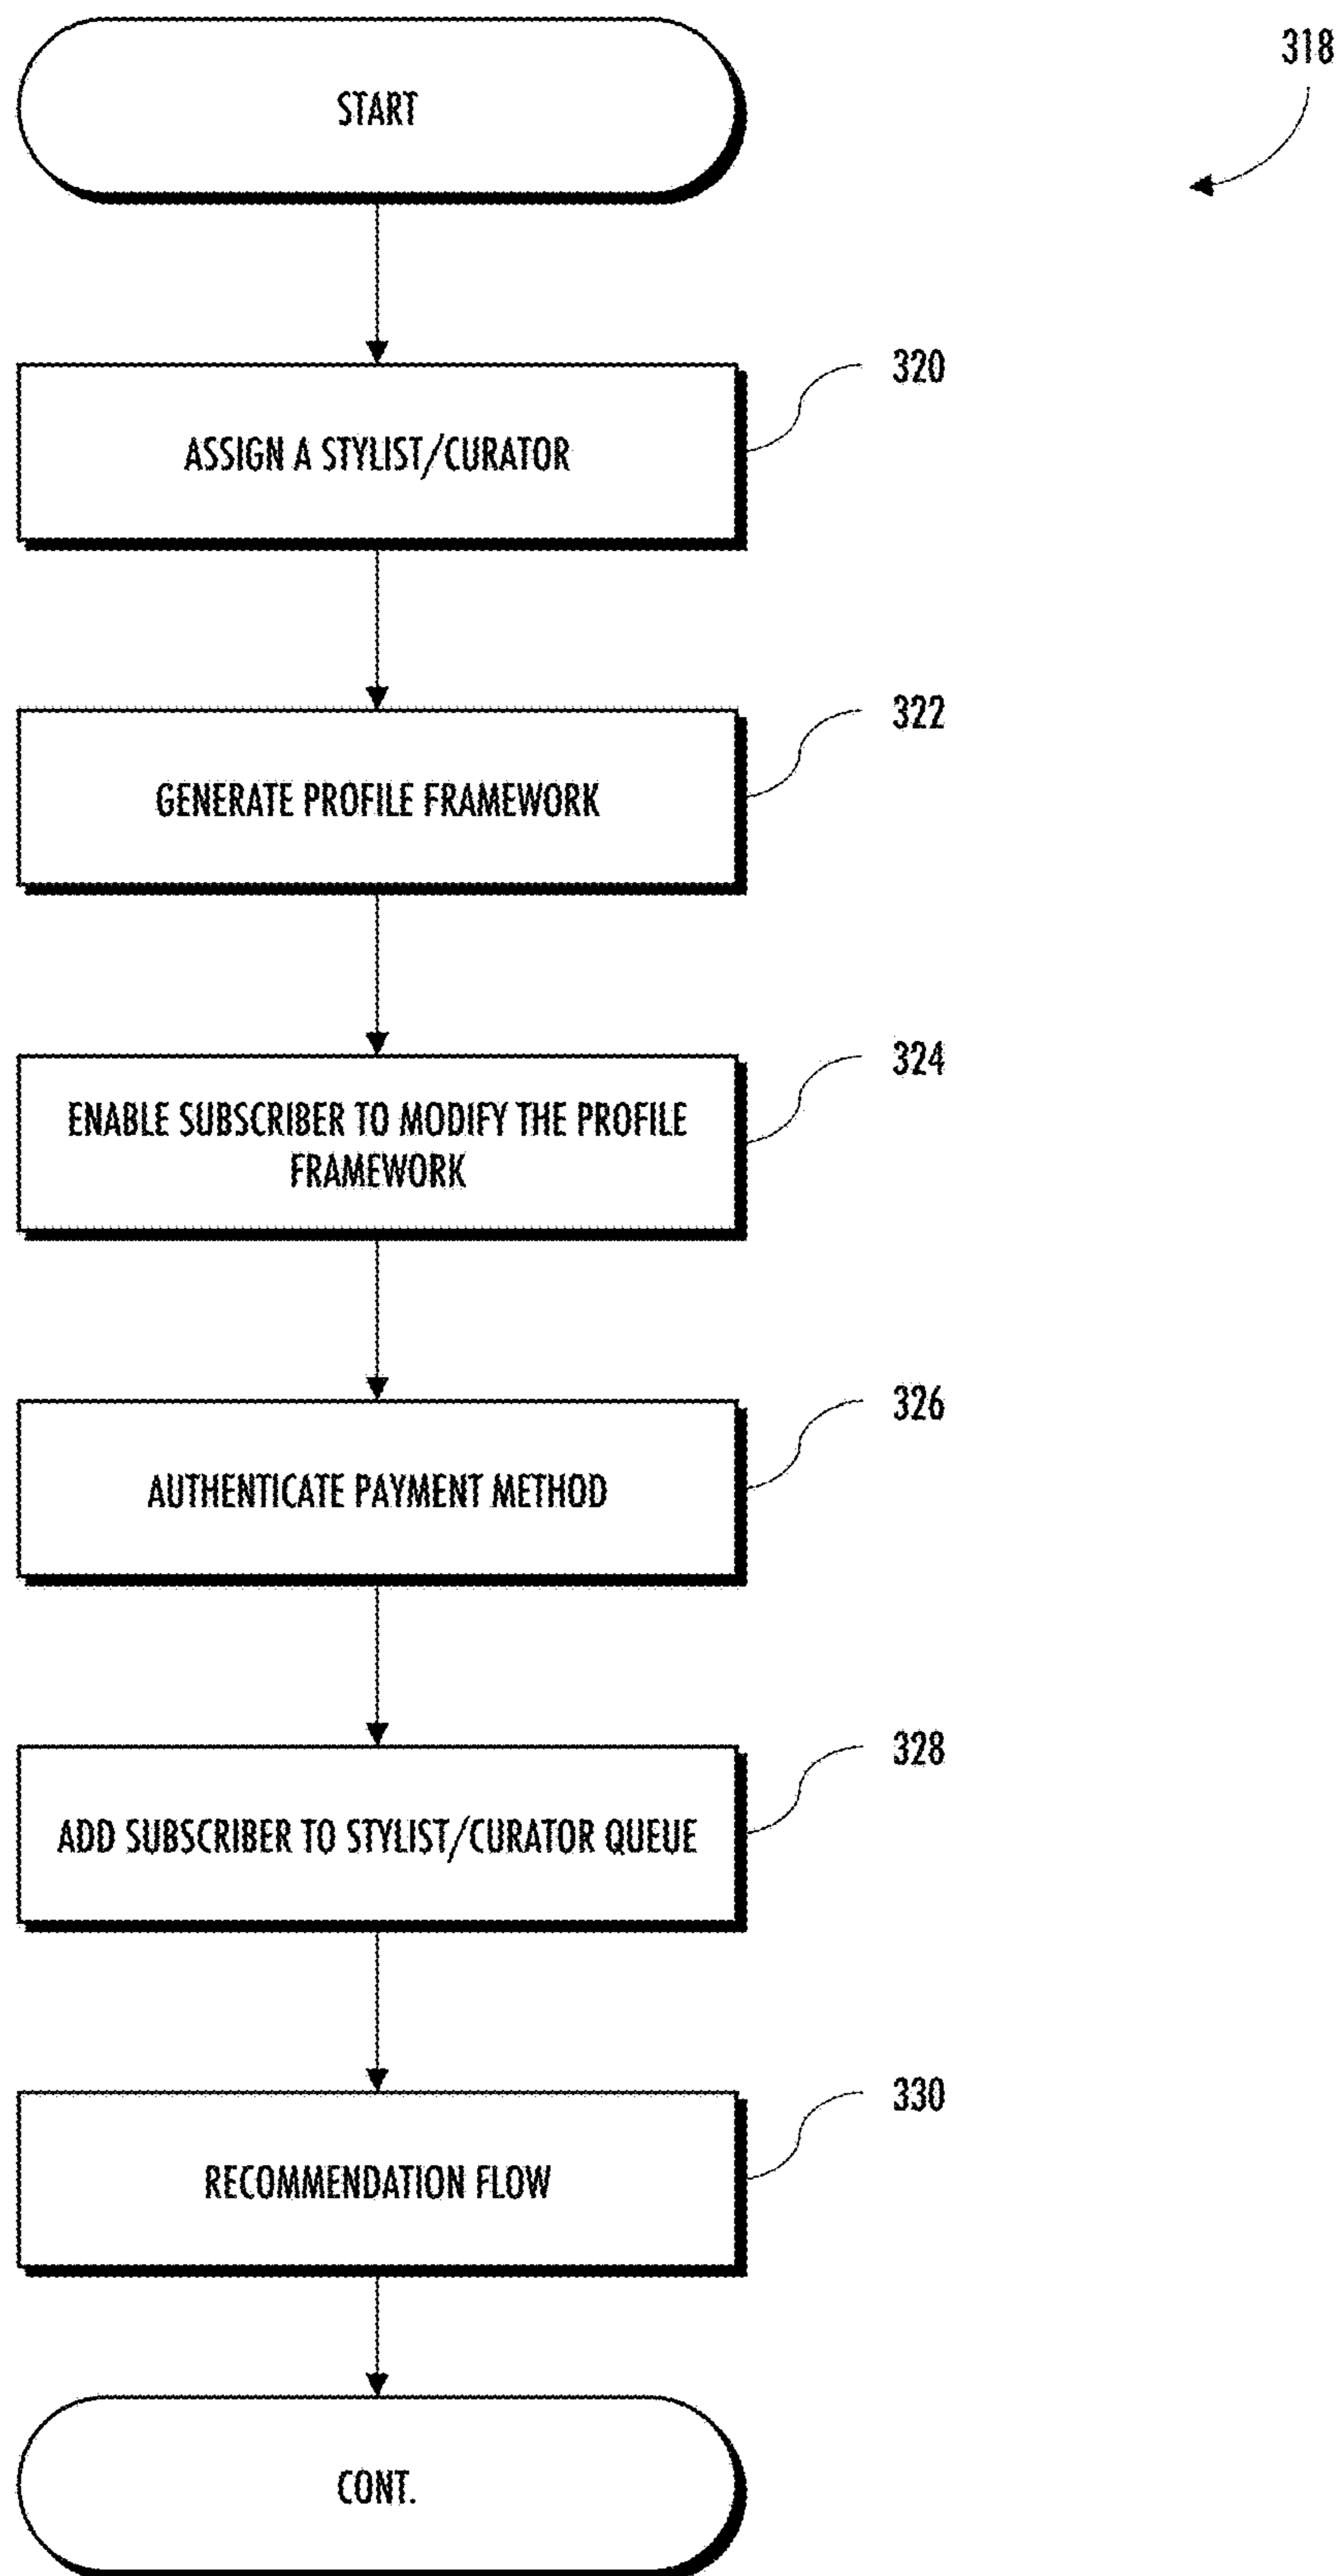 START
318
ASSIGN A STYLIST/CURATOR
320
GENERATE PROFILE FRAMEWORK
322
ENABLE SUBSCRIBER TO MODIFY THE PROFILE
FRAMEWORK
324
AUTHENTICATE PAYMENT METHOD
326
ADD SUBSCRIBER TO STYLIST/CURATOR QUEUE
328
RECOMMENDATION FLOW
330
CONT.